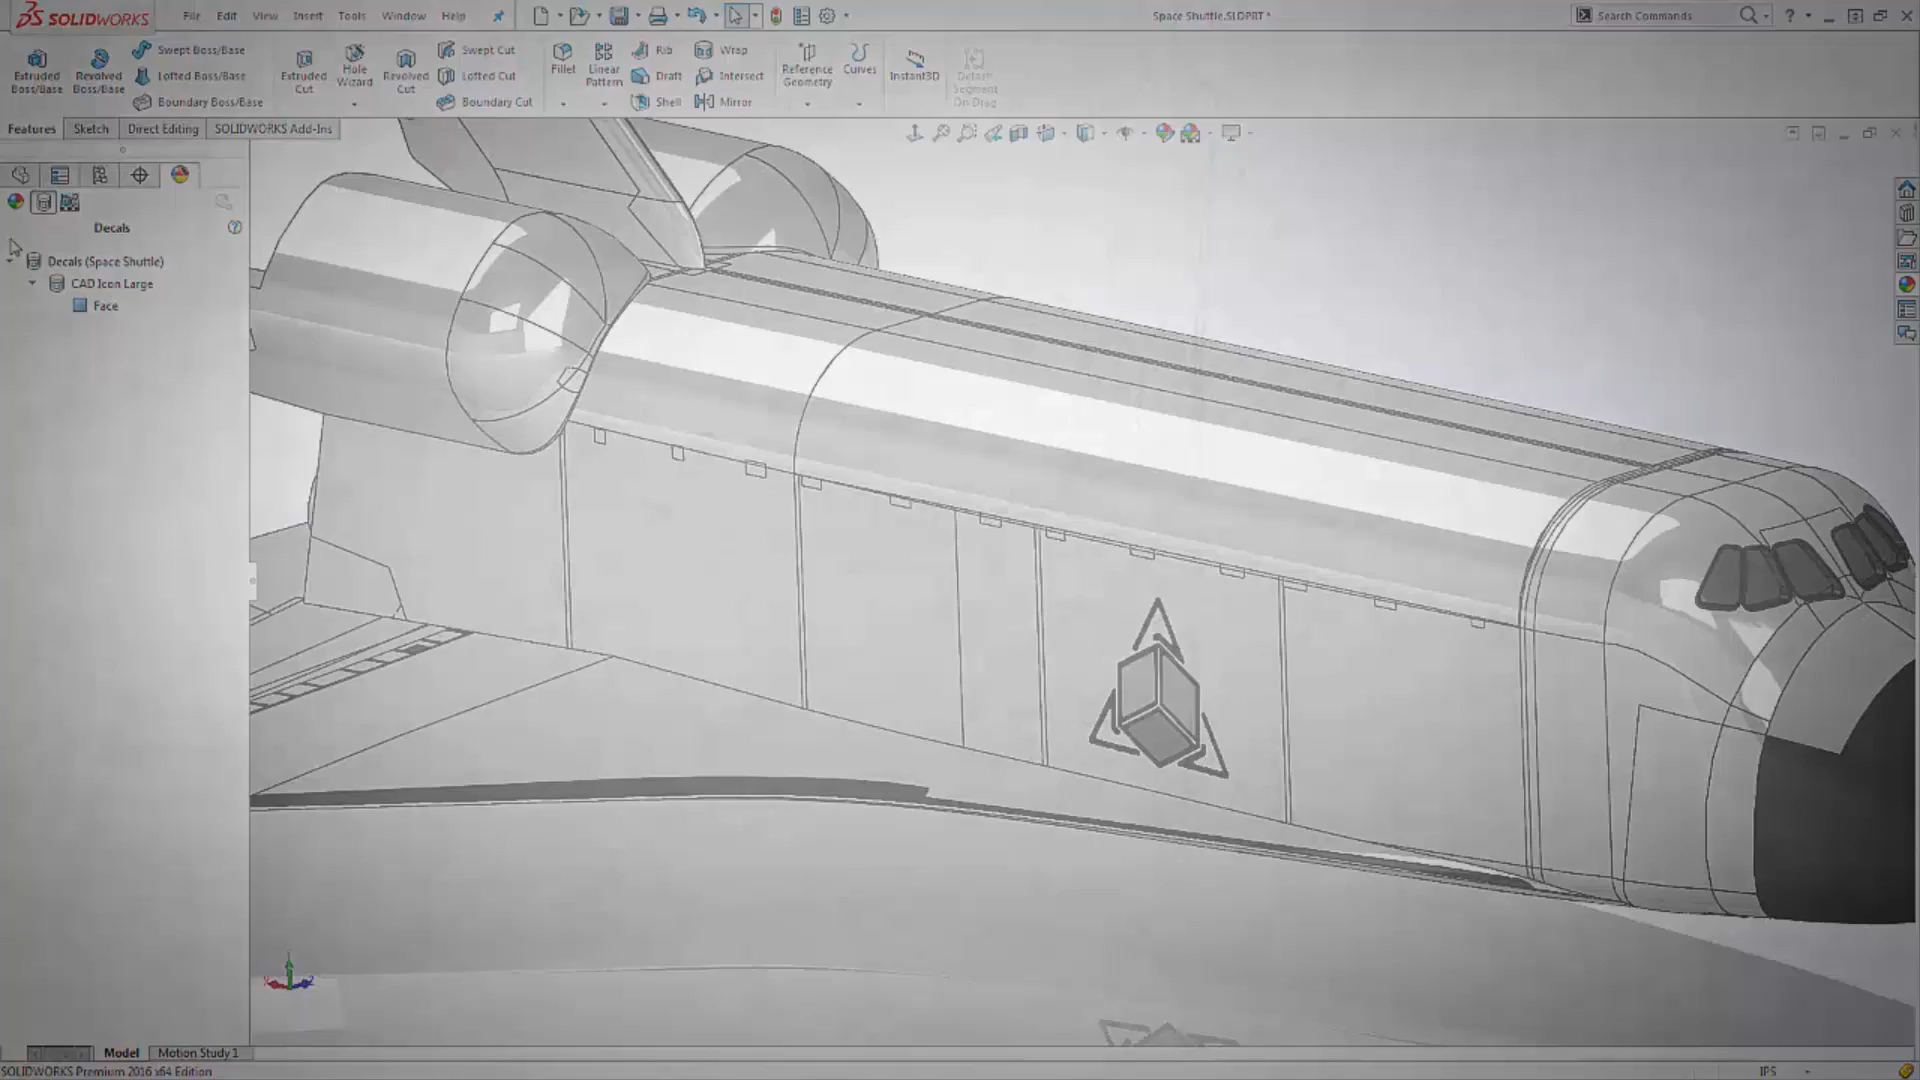 SOLIDWORKS
File Edit View Insert Tools Window Help
Space Shuttle.SLDPRT *
Search Commands
Extruded Boss/Base
Revolved Boss/Base
Swept Boss/Base
Lofted Boss/Base
Boundary Boss/Base
Extruded Cut
Hole Wizard
Revolved Cut
Swept Cut
Lofted Cut
Boundary Cut
Fillet
Linear Pattern
Rib
Draft
Shell
Wrap
Intersect
Mirror
Reference Geometry
Curves
Instant3D
Detach Segment On Drag
Features Sketch Direct Editing SOLIDWORKS Add-Ins
Decals
Decals (Space Shuttle)
CAD Icon Large
Face
Model Motion Study 1
SOLIDWORKS Premium 2016 x64 Edition
IPS